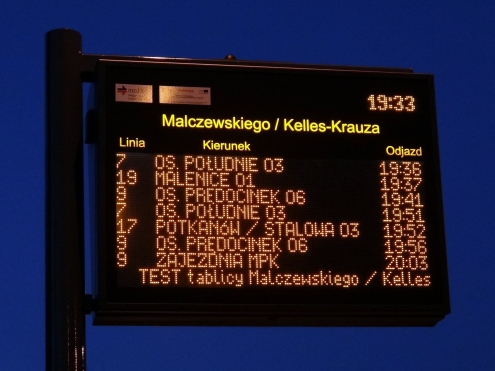 19:33
Malczewskiego / Kelles-Krauza
Linia Kierunek Odjazd
7 OS. POŁUDNIE 03 19:36
19 MALENICE 01 19:37
9 OS. PREDOCINEK 06 19:41
7 OS. POŁUDNIE 03 19:51
17 POTKANÓW / STALOWA 03 19:52
9 OS. PREDOCINEK 06 19:56
9 ZAJEZDNIA MPK 20:03
TEST tablicy Malczewskiego / Kelles